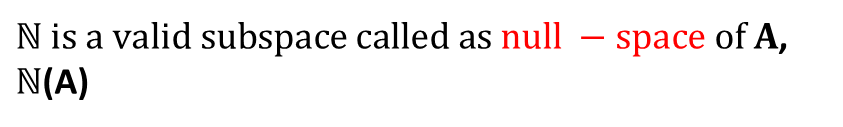 ℕ is a valid subspace called as null − space of A,
ℕ(A)